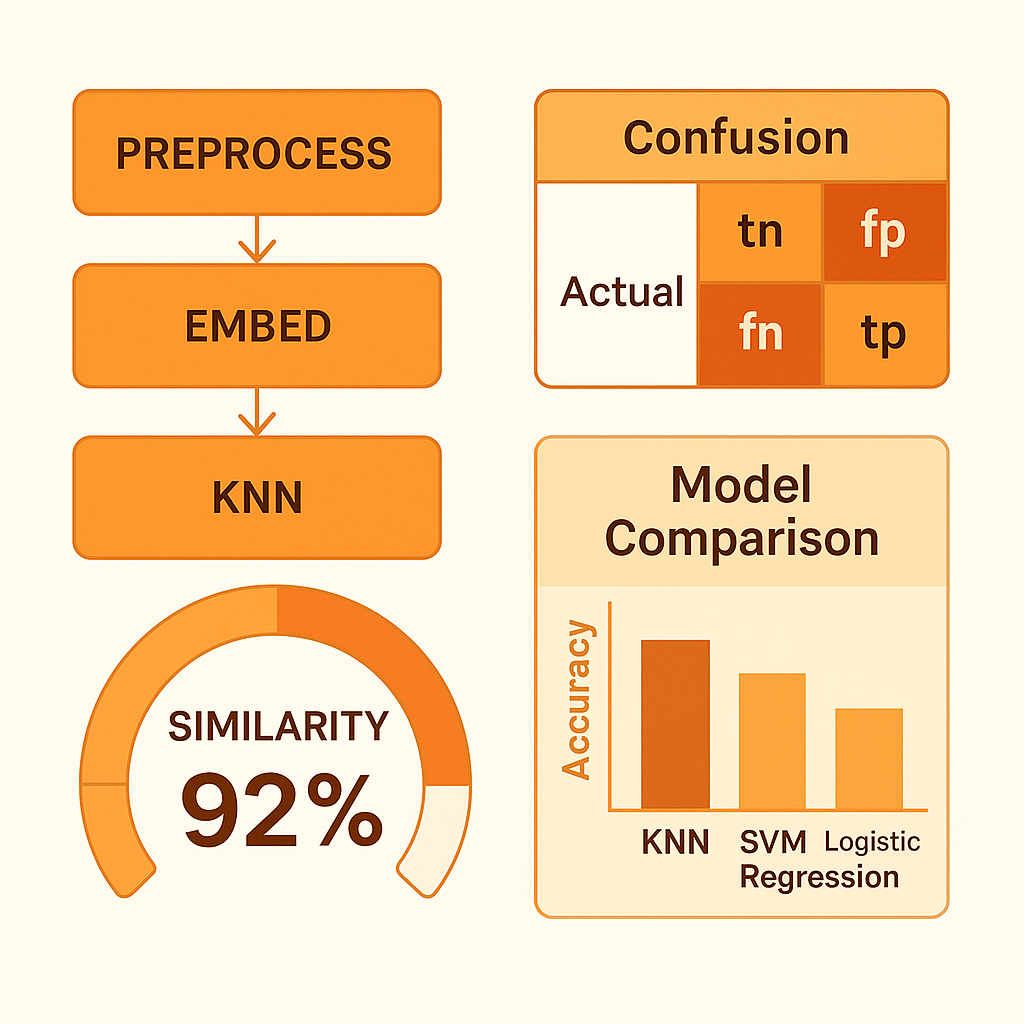 PREPROCESS
EMBED
KNN
SIMILARITY
92%
Confusion
Actual
tn fp
fn tp
Model
Comparison
Accuracy
KNN SVM Logistic
Regression